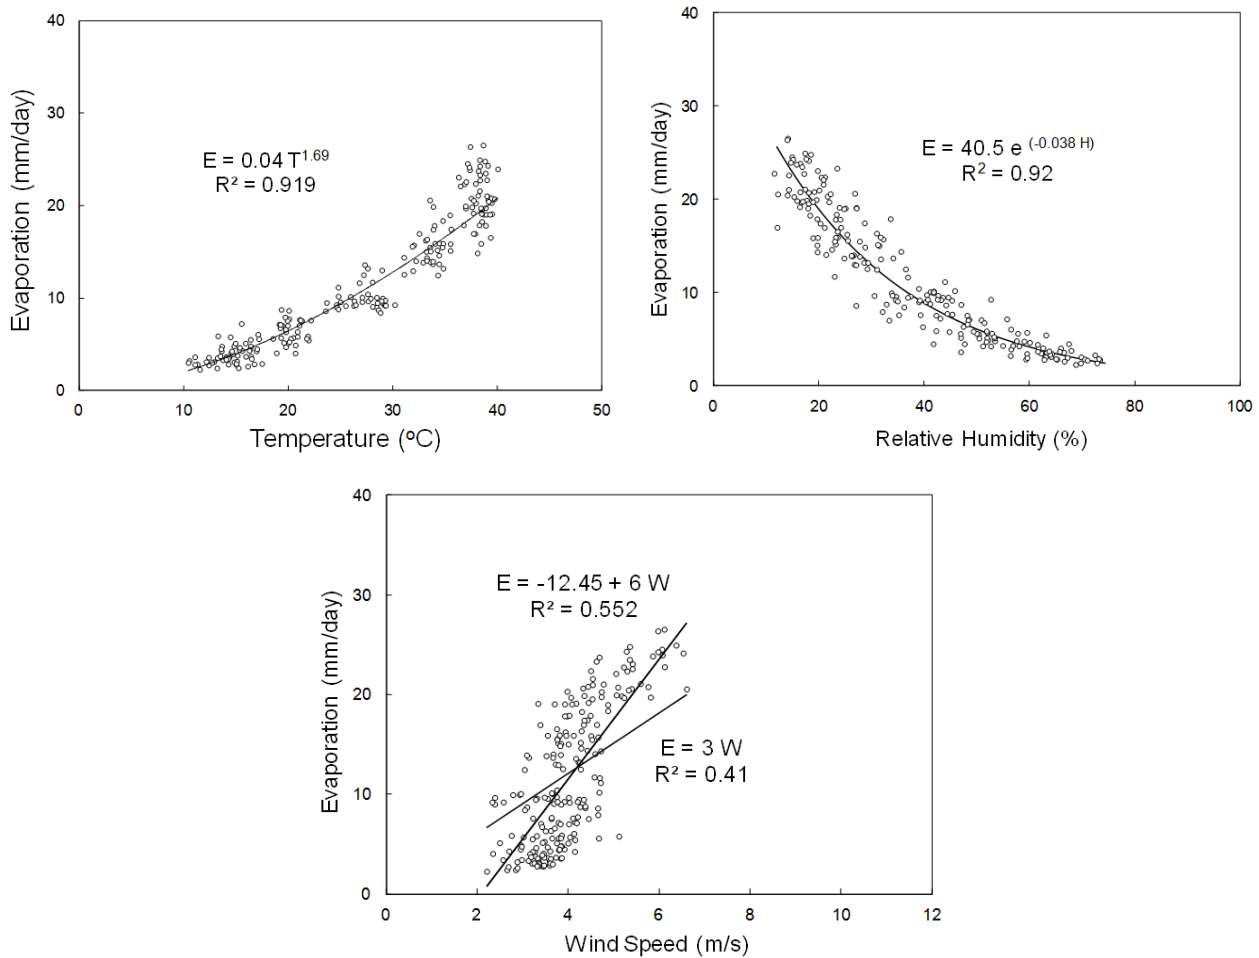 40
30
20
10
0
Evaporation (mm/day)
E = 0.04 T^1.69
R² = 0.919
0 10 20 30 40 50
Temperature (ºC)
40
30
20
10
0
Evaporation (mm/day)
E = 40.5 e ^(-0.038 H)
R² = 0.92
0 20 40 60 80 100
Relative Humidity (%)
40
30
20
10
0
Evaporation (mm/day)
E = -12.45 + 6 W
R² = 0.552
E = 3 W
R² = 0.41
0 2 4 6 8 10 12
Wind Speed (m/s)